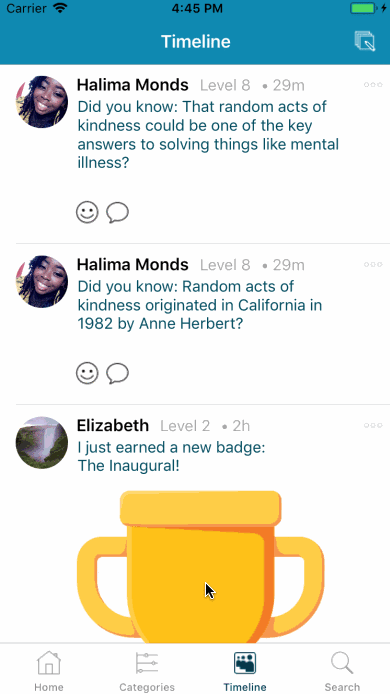 Carrier 4:45 PM
Timeline
Halima Monds Level 8 • 29m
Did you know: That random acts of
kindness could be one of the key
answers to solving things like mental
illness?
Halima Monds Level 8 • 29m
Did you know: Random acts of
kindness originated in California in
1982 by Anne Herbert?
Elizabeth Level 2 • 2h
I just earned a new badge:
The Inaugural!
Home Categories Timeline Search